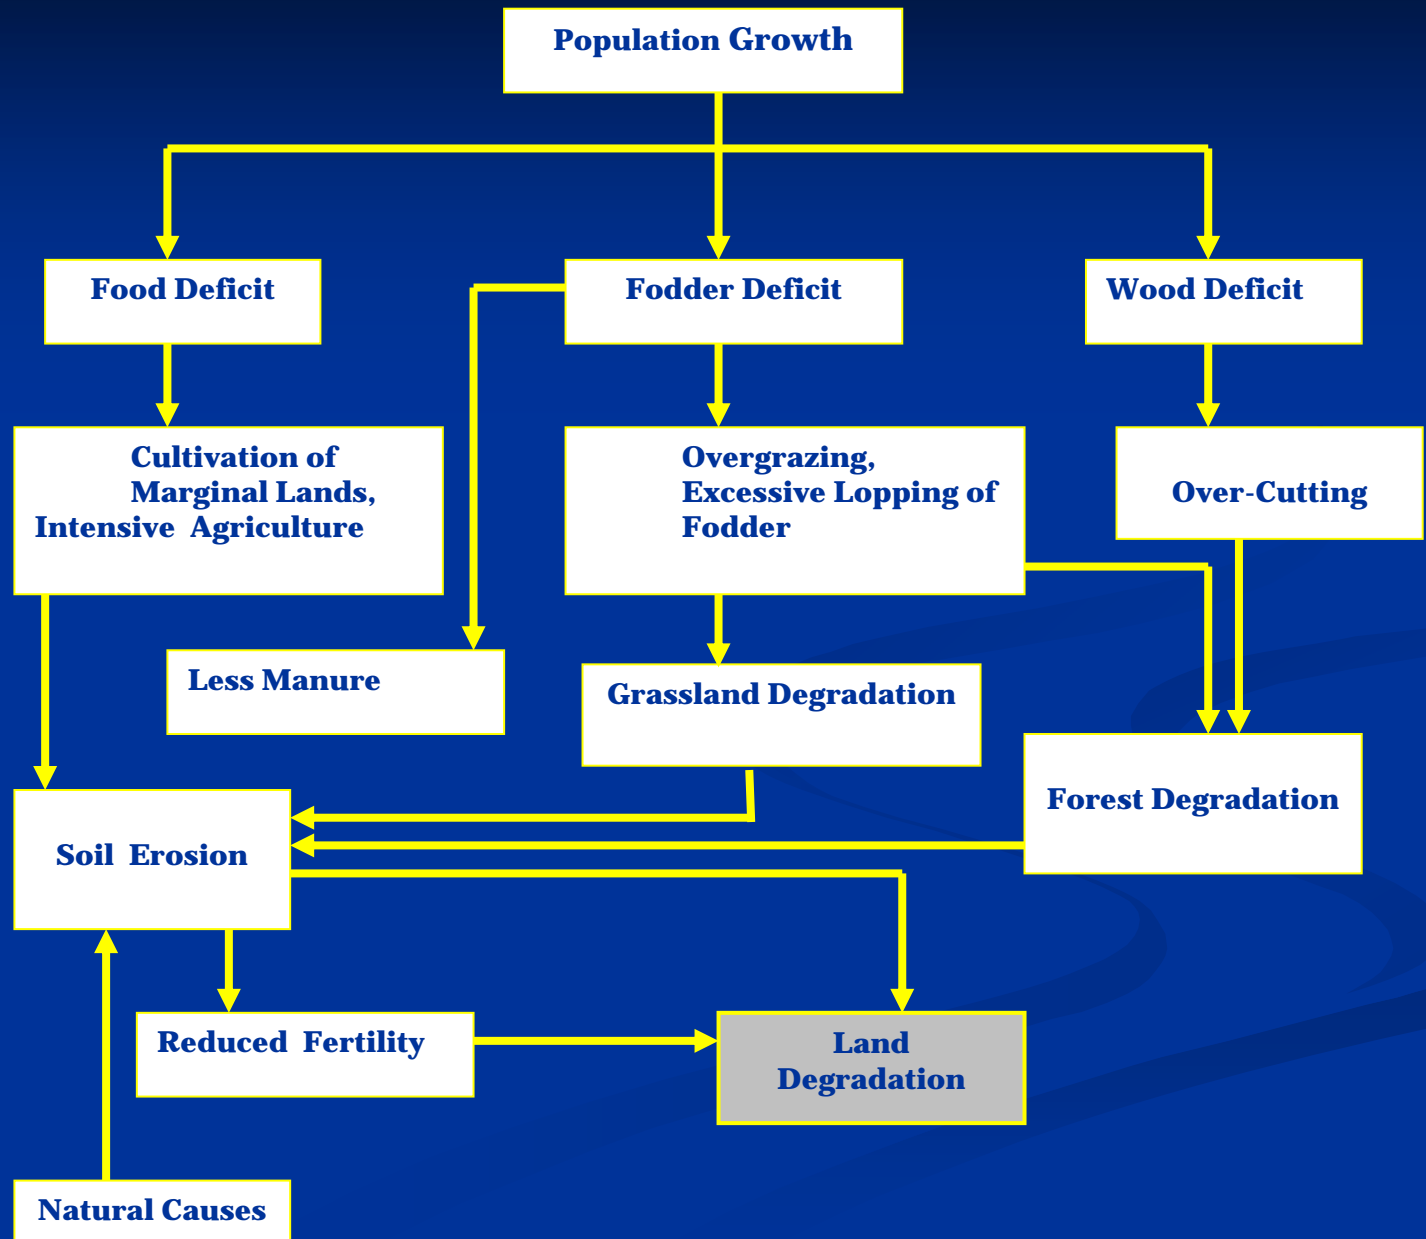 Population Growth
Food Deficit
Fodder Deficit
Wood Deficit
Cultivation of
Marginal Lands,
Intensive Agriculture
Overgrazing,
Excessive Lopping of
Fodder
Over-Cutting
Less Manure
Grassland Degradation
Forest Degradation
Soil Erosion
Reduced Fertility
Land
Degradation
Natural Causes